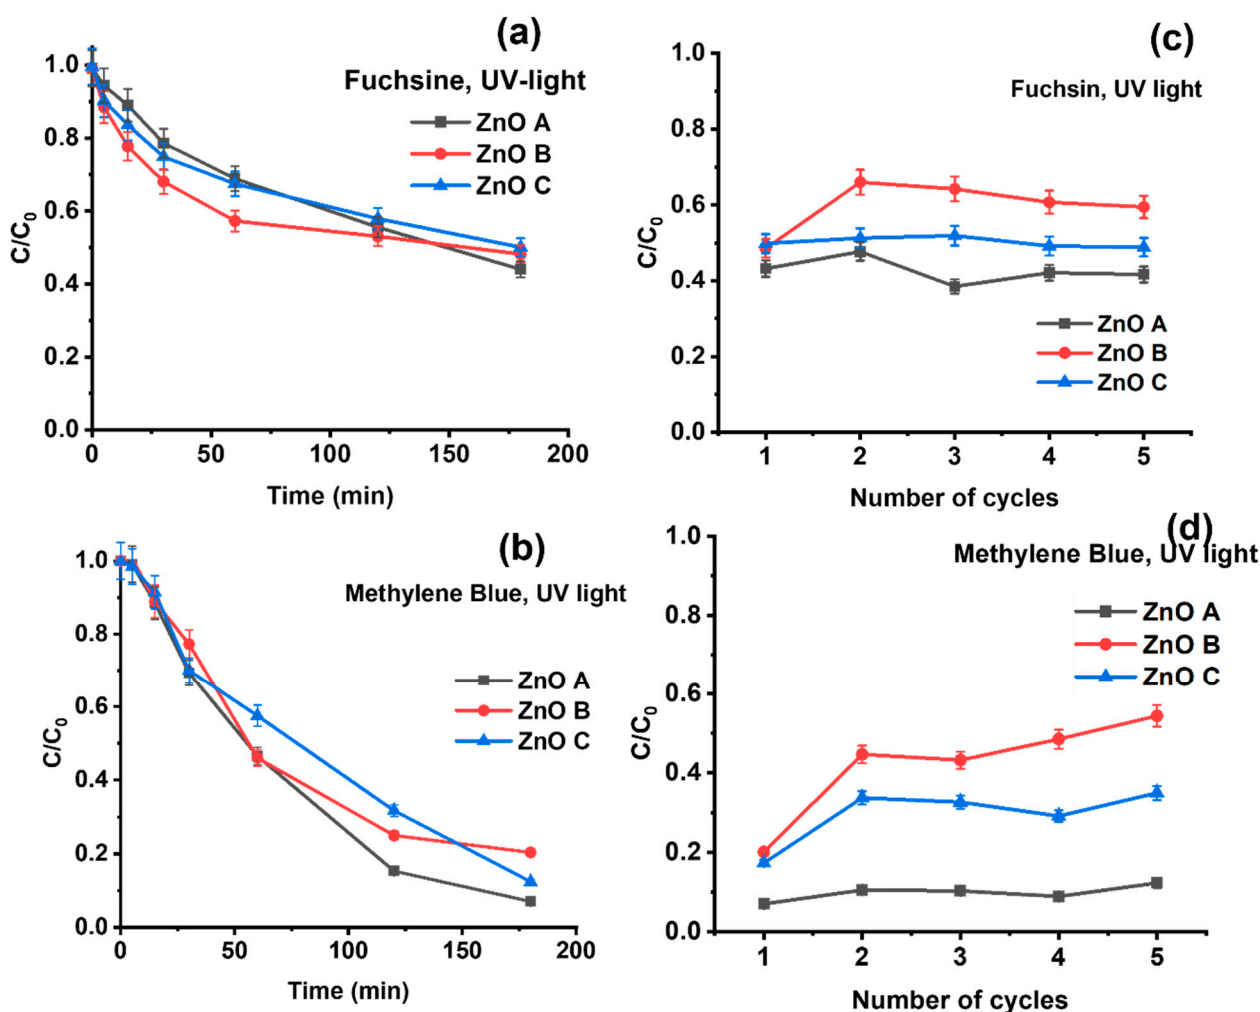 (a)
Fuchsine, UV-light
ZnO A
ZnO B
ZnO C
C/C0
1.0
0.8
0.6
0.4
0.2
0.0
0 50 100 150 200
Time (min)
(c)
Fuchsin, UV light
ZnO A
ZnO B
ZnO C
C/C0
1.0
0.8
0.6
0.4
0.2
0.0
1 2 3 4 5
Number of cycles
(b)
Methylene Blue, UV light
ZnO A
ZnO B
ZnO C
C/C0
1.0
0.8
0.6
0.4
0.2
0.0
0 50 100 150 200
Time (min)
(d)
Methylene Blue, UV light
ZnO A
ZnO B
ZnO C
C/C0
1.0
0.8
0.6
0.4
0.2
0.0
1 2 3 4 5
Number of cycles